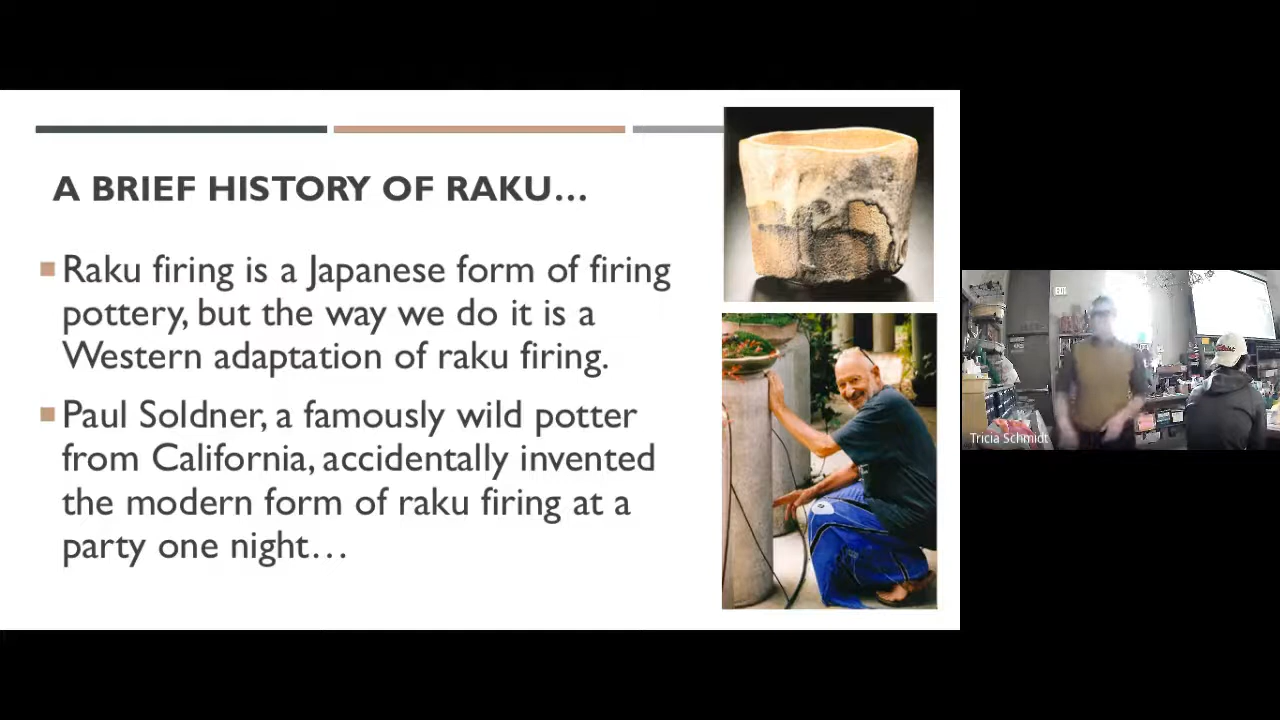 A BRIEF HISTORY OF RAKU…
Raku firing is a Japanese form of firing
pottery, but the way we do it is a
Western adaptation of raku firing.
Paul Soldner, a famously wild potter
from California, accidentally invented
the modern form of raku firing at a
party one night…
EXIT
Tricia Schmidt